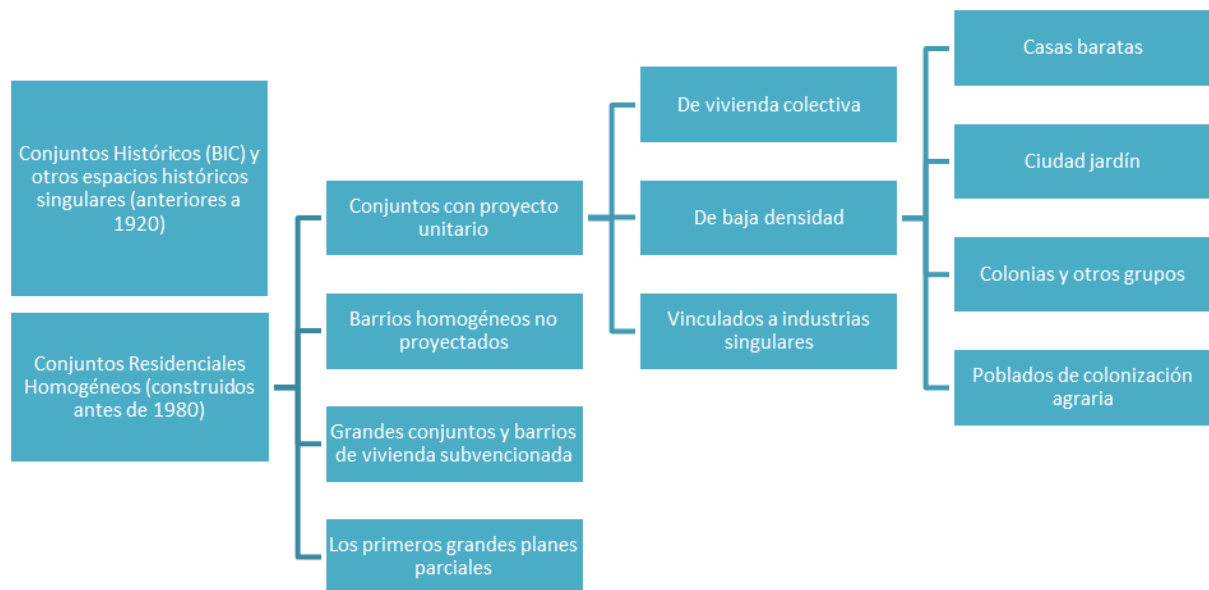 Conjuntos Históricos (BIC) y
otros espacios históricos
singulares (anteriores a
1920)
Conjuntos Residenciales
Homogéneos (construidos
antes de 1980)
Conjuntos con proyecto
unitario
Barrios homogéneos no
proyectados
Grandes conjuntos y barrios
de vivienda subvencionada
Los primeros grandes planes
parciales
De vivienda colectiva
De baja densidad
Vinculados a industrias
singulares
Casas baratas
Ciudad jardín
Colonias y otros grupos
Poblados de colonización
agraria